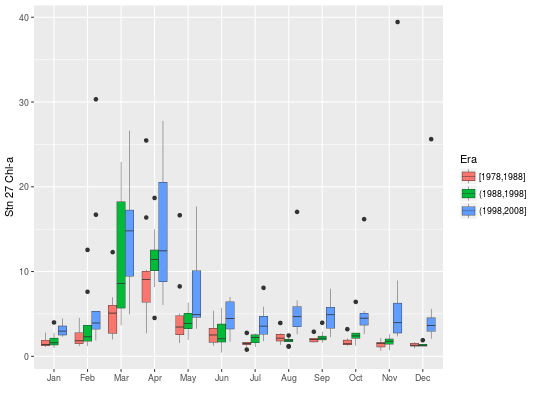 40
30
20
10
0
Stn 27 Chl-a
Jan Feb Mar Apr May Jun Jul Aug Sep Oct Nov Dec
Era
[1978,1988]
(1988,1998]
(1998,2008]